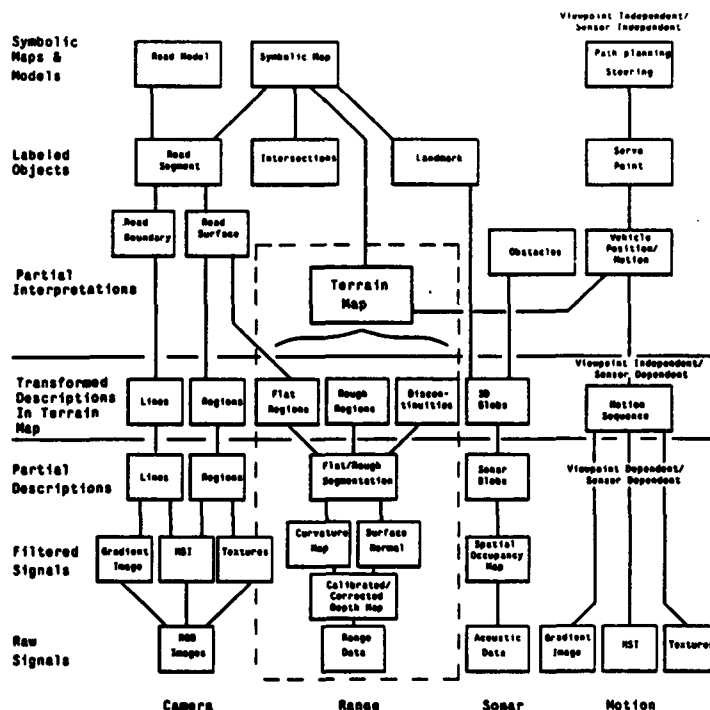 Viewpoint Independent/
Sensor Independent
Symbolic
Maps &
Models
Road Model
Symbolic Map
Path planning
Steering
Labeled
Objects
Road
Segment
Intersections
Landmark
Servo
Point
Road
Boundary
Road
Surface
Obstacles
Vehicle
Position/
Motion
Partial
Interpretations
Terrain
Map
Viewpoint Independent/
Sensor Dependent
Transformed
Descriptions
In Terrain
Map
Lines
Regions
Flat
Regions
Rough
Regions
Discon-
tinuities
3D
Blobs
Motion
Sequence
Partial
Descriptions
Lines
Regions
Flat/Rough
Segmentation
Sonar
Blobs
Viewpoint Dependent/
Sensor Dependent
Filtered
Signals
Gradient
Image
HSI
Textures
Curvature
Map
Surface
Normal
Spatial
Occupancy
Map
Calibrated/
Corrected
Depth Map
Raw
Signals
RGB
Images
Range
Data
Acoustic
Data
Gradient
Image
HSI
Textures
Camera
Range
Sonar
Motion